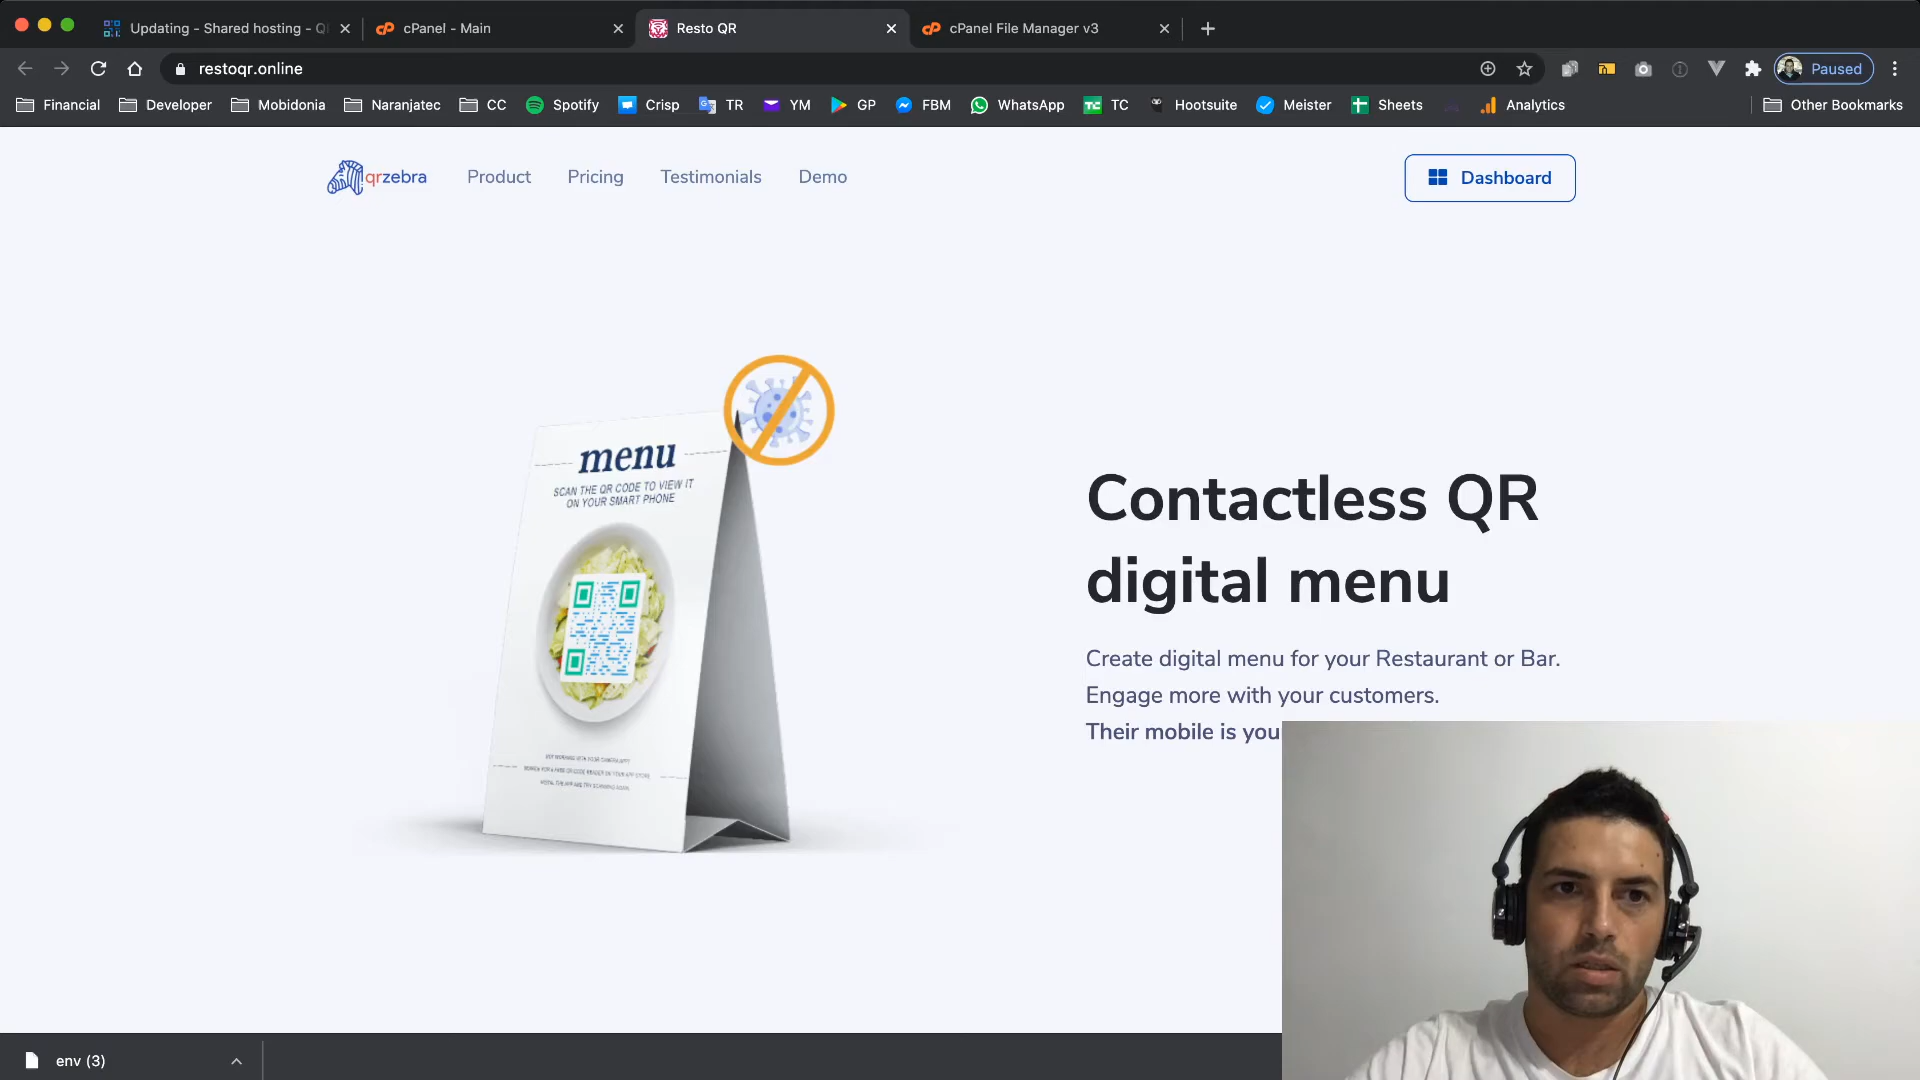 Updating - Shared hosting - Q
cPanel - Main
Resto QR
cPanel File Manager v3
restoqr.online
Paused
Financial
Developer
Mobidonia
Naranjatec
CC
Spotify
Crisp
TR
YM
GP
FBM
WhatsApp
TC
Hootsuite
Meister
Sheets
Analytics
Other Bookmarks
qrzebra
Product
Pricing
Testimonials
Demo
Dashboard
menu
SCAN THE QR CODE TO VIEW IT
ON YOUR SMART PHONE
Contactless QR
digital menu
Create digital menu for your Restaurant or Bar.
Engage more with your customers.
Their mobile is you
env (3)